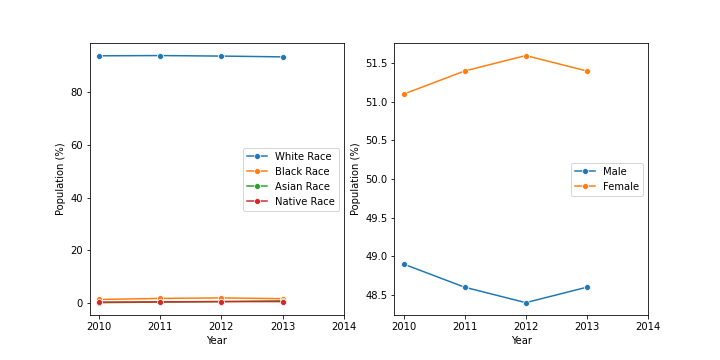 80
60
40
20
0
2010 2011 2012 2013 2014
Year
Population (%)
White Race
Black Race
Asian Race
Native Race
51.5
51.0
50.5
50.0
49.5
49.0
48.5
2010 2011 2012 2013 2014
Year
Population (%)
Male
Female